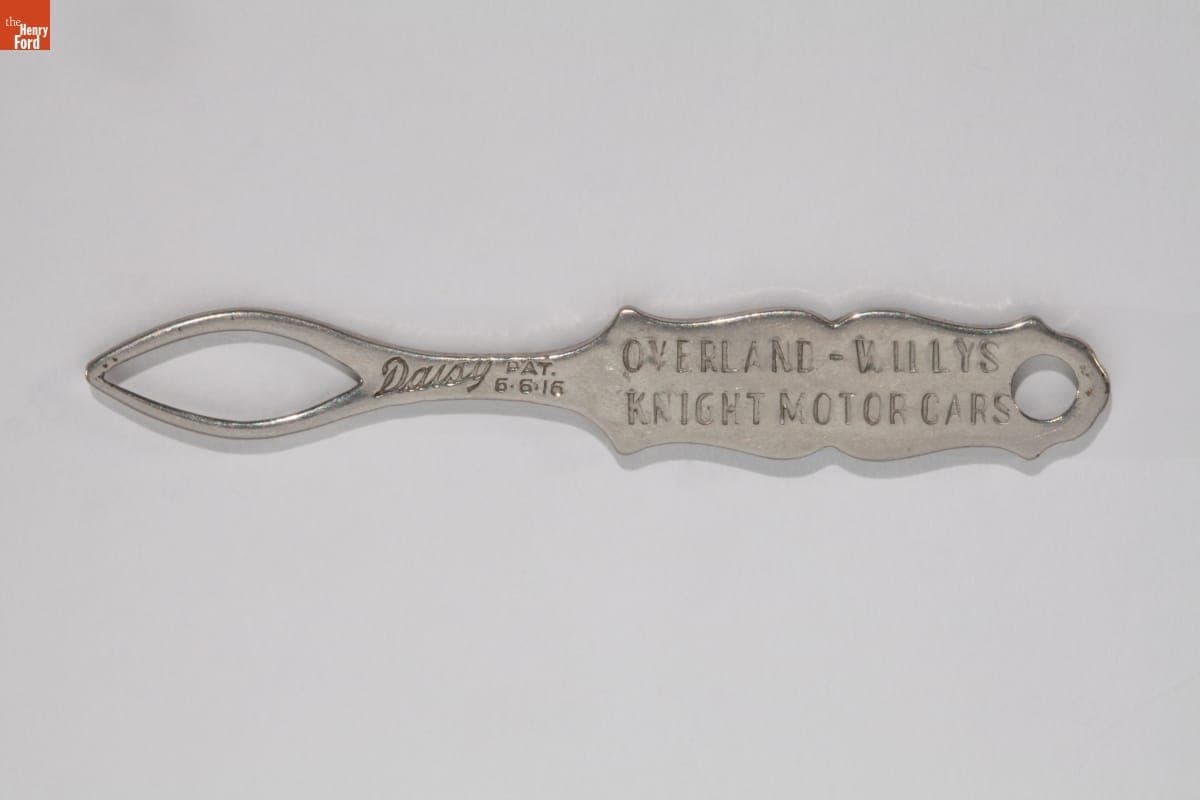 the
Henry
Ford
Daisy PAT.
6·6·16
OVERLAND - WILLYS
KNIGHT MOTOR CARS